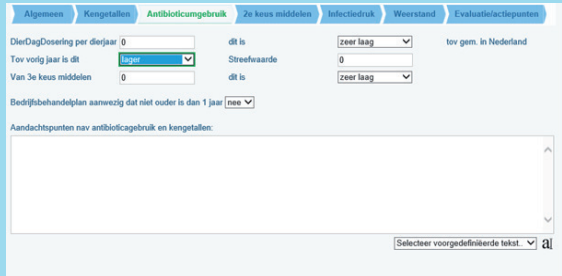 Algemeen Kengetallen Antibioticumgebruik 2e keus middelen Infectiedruk Weerstand Evaluatie/actiepunten
DierDagDosering per dierjaar 0 dit is zeer laag tov gem. in Nederland
Tov vorig jaar is dit lager Streefwaarde 0
Van 3e keus middelen 0 dit is zeer laag
Bedrijfsbehandelplan aanwezig dat niet ouder is dan 1 jaar nee
Aandachtspunten nav antibioticagebruik en kengetallen:
Selecteer voorgedefiniëerde tekst.. a